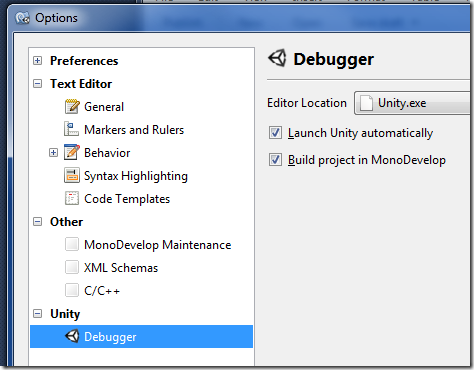 Options
Preferences
Text Editor
General
Markers and Rulers
Behavior
Syntax Highlighting
Code Templates
Other
MonoDevelop Maintenance
XML Schemas
C/C++
Unity
Debugger
Debugger
Editor Location Unity.exe
Launch Unity automatically
Build project in MonoDevelop